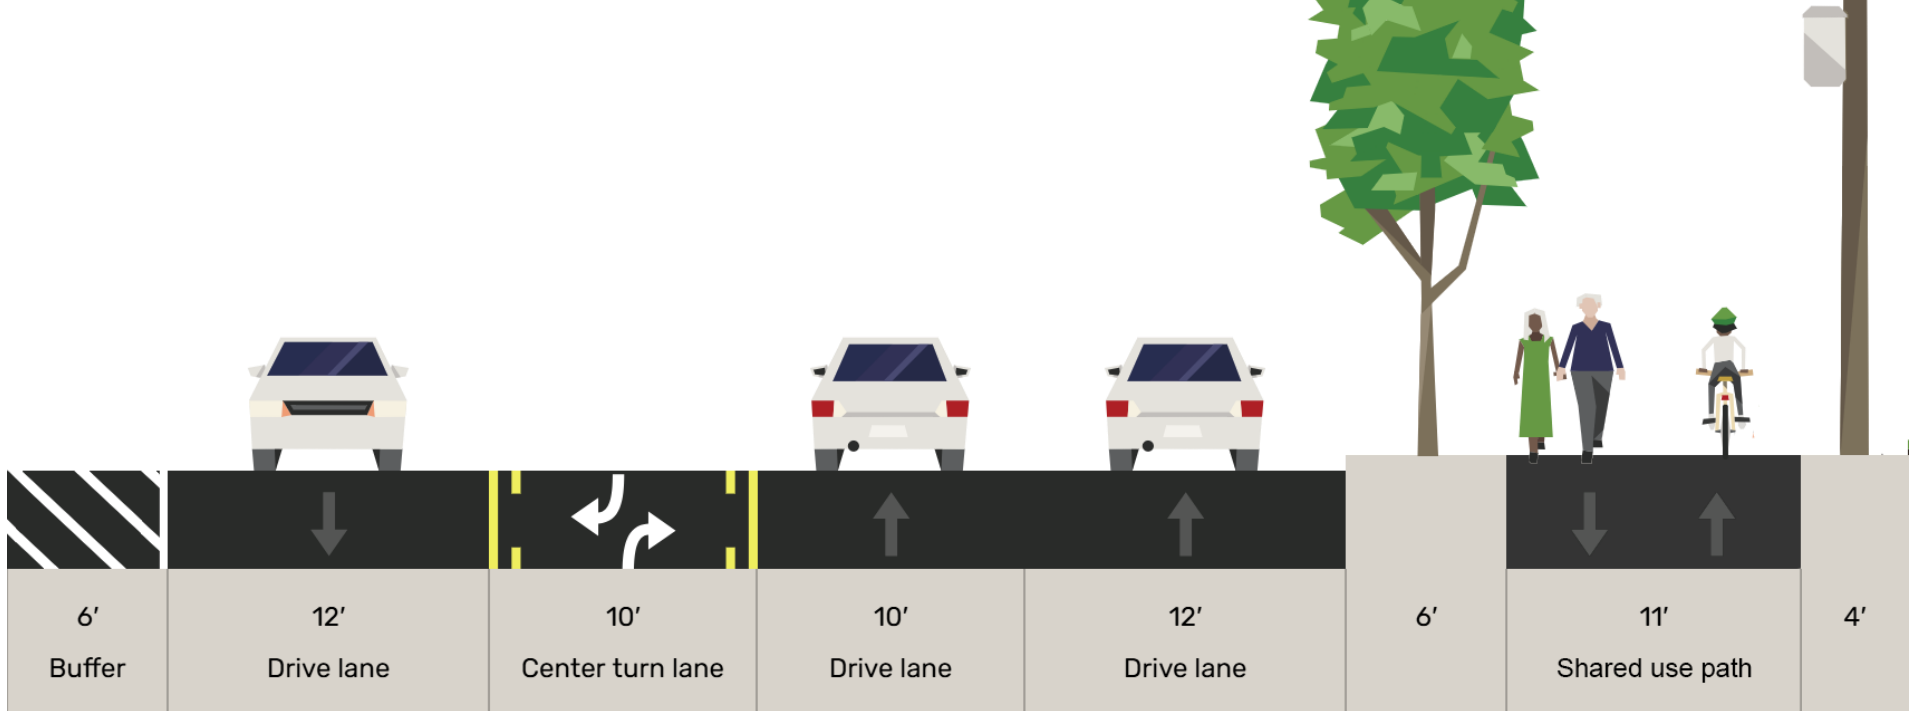 6′ 12′ 10′ 10′ 12′ 6′ 11′ 4′
Buffer Drive lane Center turn lane Drive lane Drive lane Shared use path